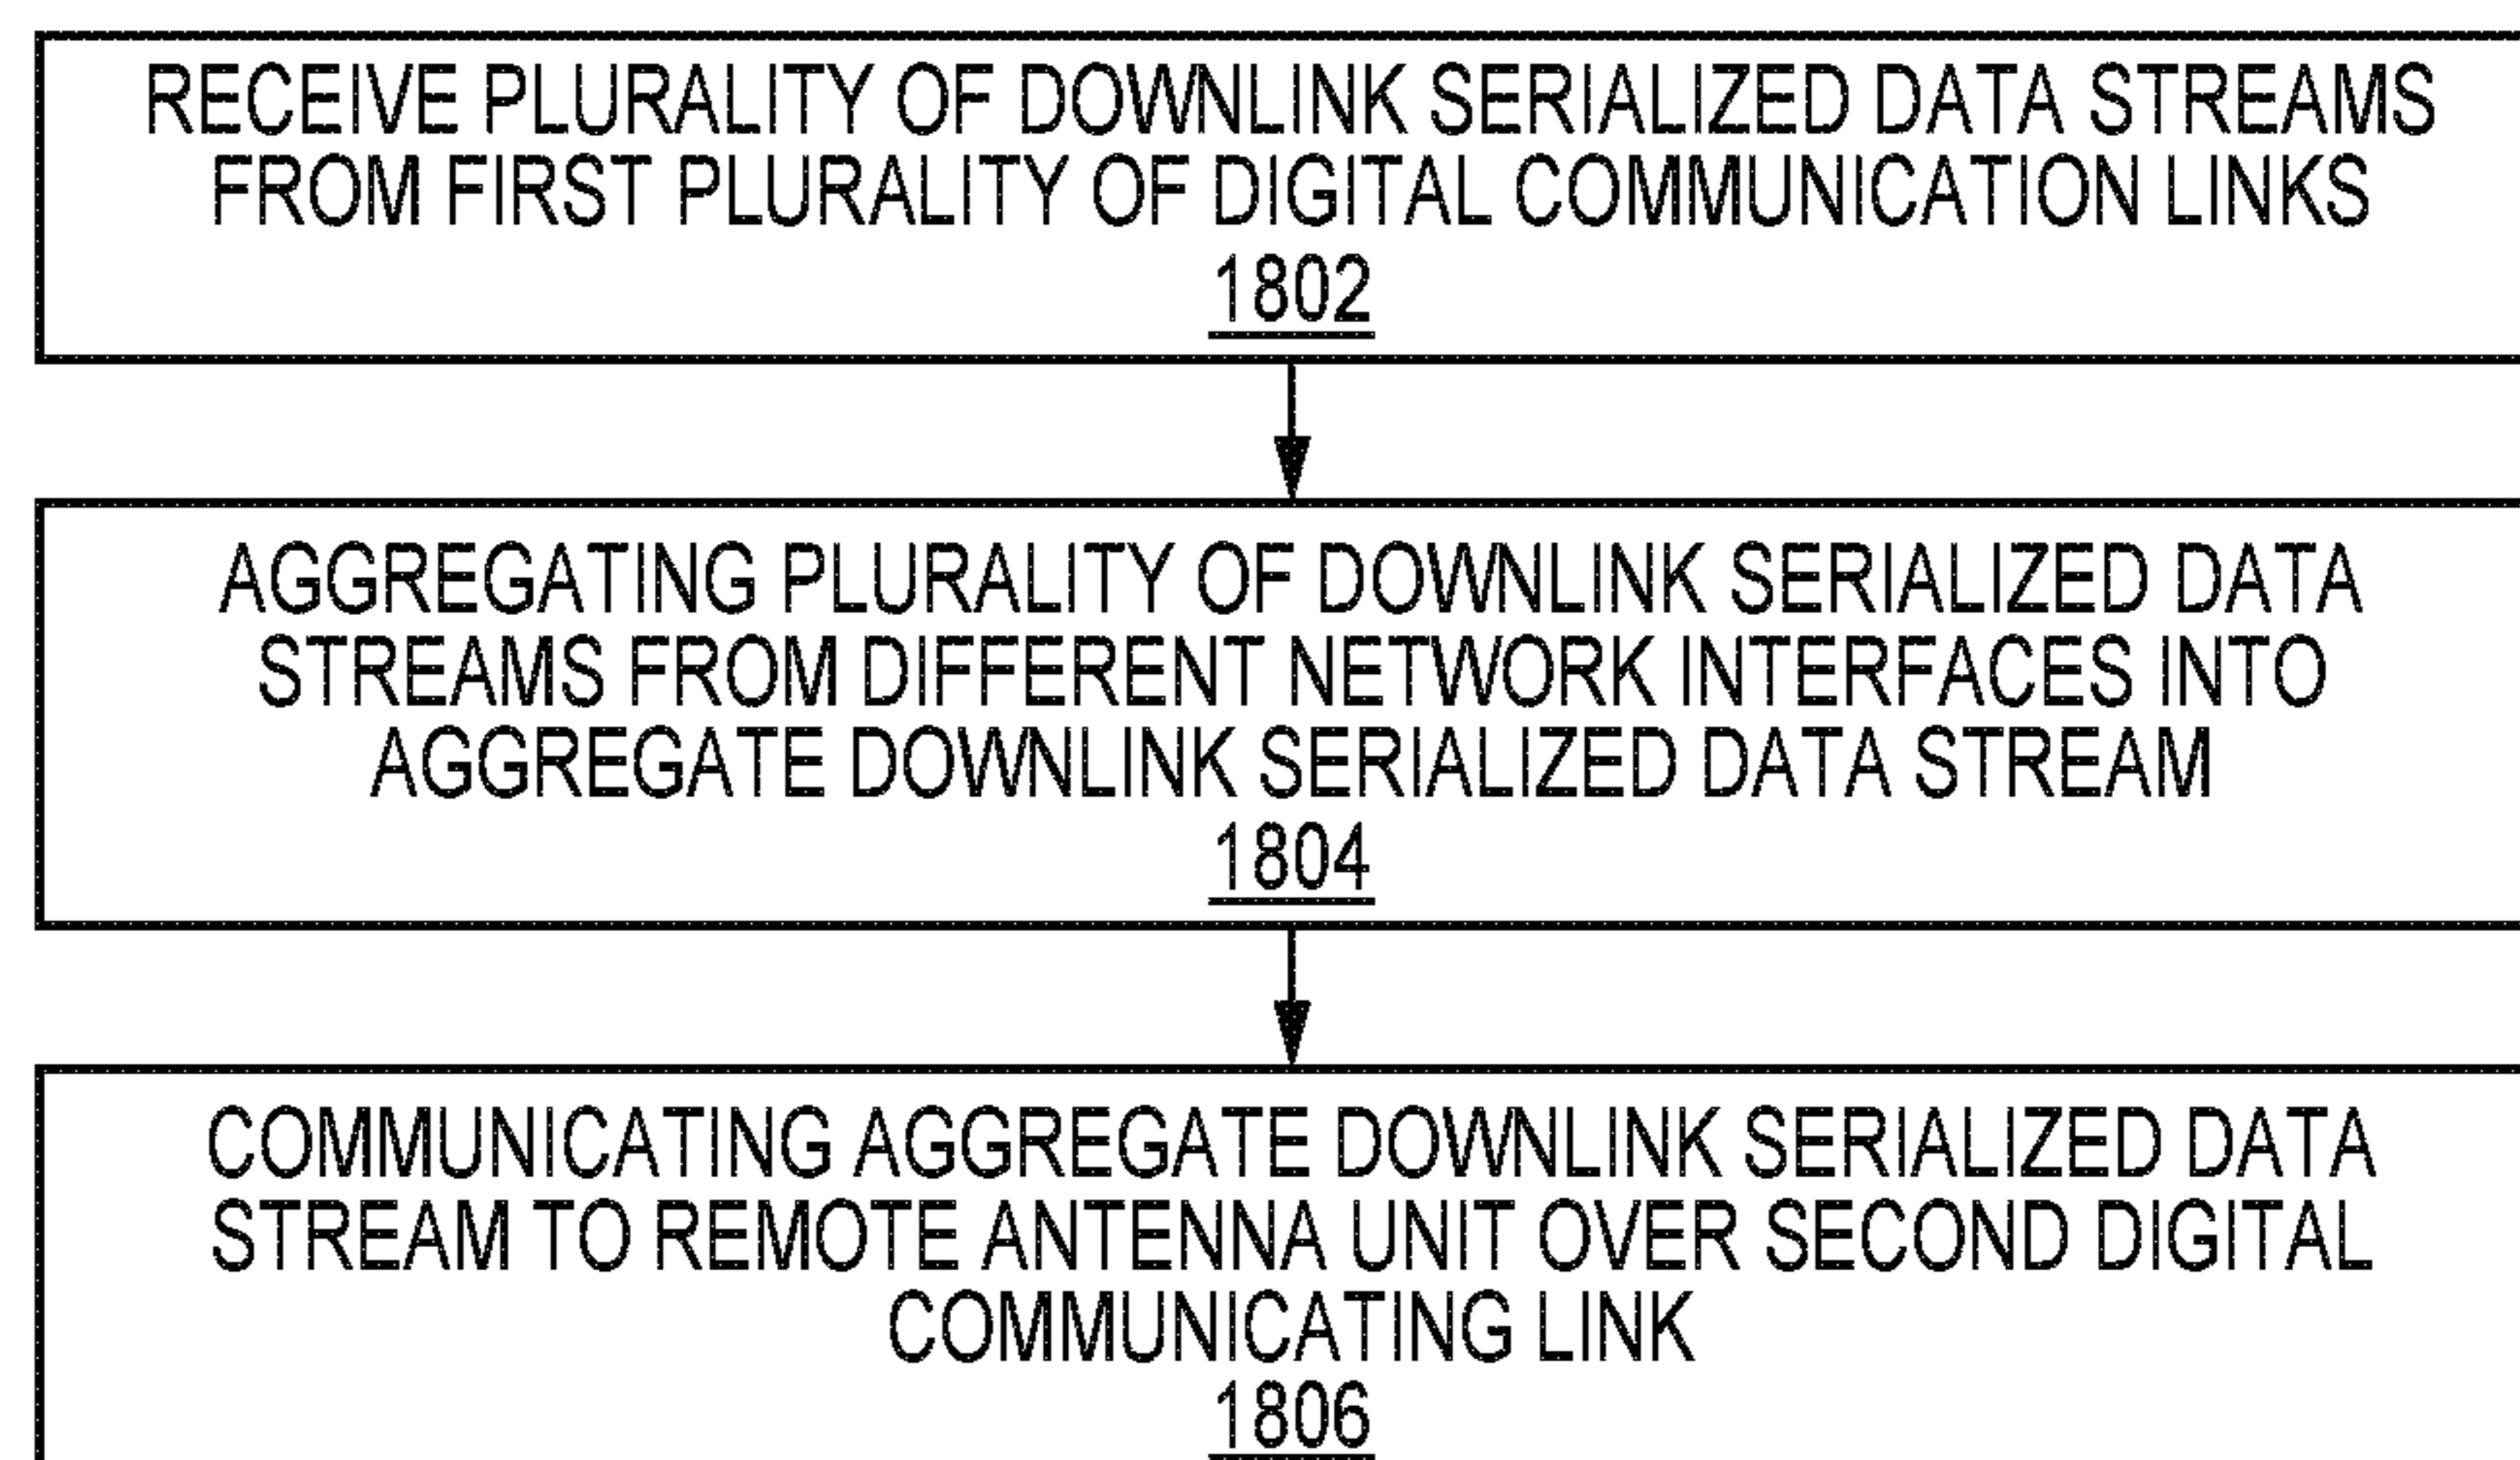 RECEIVE PLURALITY OF DOWNLINK SERIALIZED DATA STREAMS
FROM FIRST PLURALITY OF DIGITAL COMMUNICATION LINKS
1802
AGGREGATING PLURALITY OF DOWNLINK SERIALIZED DATA
STREAMS FROM DIFFERENT NETWORK INTERFACES INTO
AGGREGATE DOWNLINK SERIALIZED DATA STREAM
1804
COMMUNICATING AGGREGATE DOWNLINK SERIALIZED DATA
STREAM TO REMOTE ANTENNA UNIT OVER SECOND DIGITAL
COMMUNICATING LINK
1806